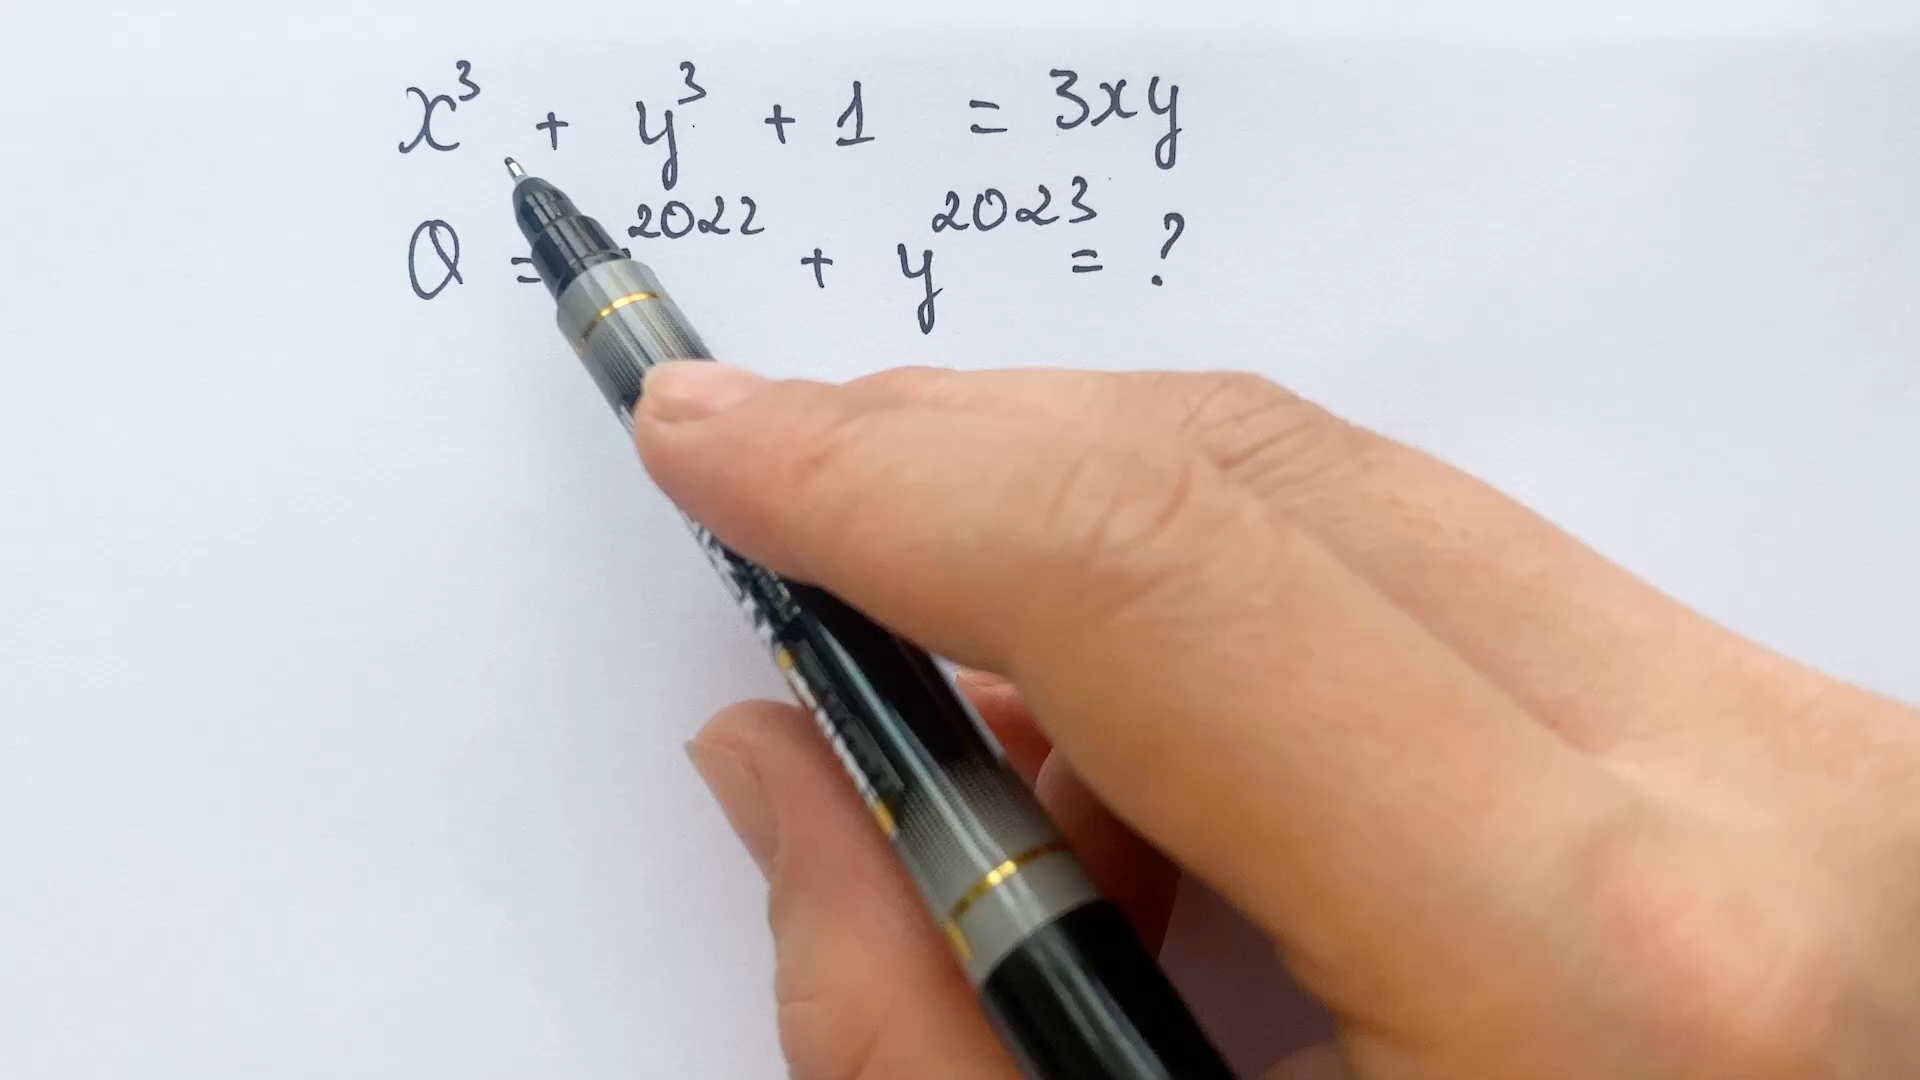 x³ + y³ + 1 = 3xy
Q = ²⁰²² + y²⁰²³ = ?